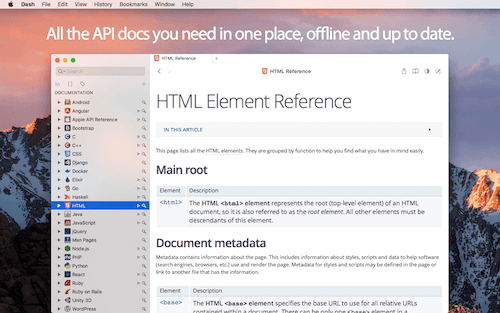 Dash File Edit View History Bookmarks Window Help
All the API docs you need in one place, offline and up to date.
HTML Reference
Search
HTML Reference
DOCUMENTATION
Android
Angular
Apple API Reference
Bootstrap
C
C++
CSS
Django
Docker
Elixir
Go
Haskell
HTML
Java
JavaScript
jQuery
Man Pages
Node.js
PHP
Python
React
Ruby
Ruby on Rails
Unity 3D
WordPress
HTML Element Reference
IN THIS ARTICLE
This page lists all the HTML elements. They are grouped by function to help you find what you have in mind easily.
Main root
Element Description
<html> The HTML <html> element represents the root (top-level element) of an HTML
document, so it is also referred to as the root element. All other elements must be
descendants of this element.
Document metadata
Metadata contains information about the page. This includes information about styles, scripts and data to help software
(search engines, browsers, etc.) use and render the page. Metadata for styles and scripts may be defined in the page or
link to another file that has the information.
Element Description
<base> The HTML <base> element specifies the base URL to use for all relative URLs
contained within a document. There can be only one <base> element in a